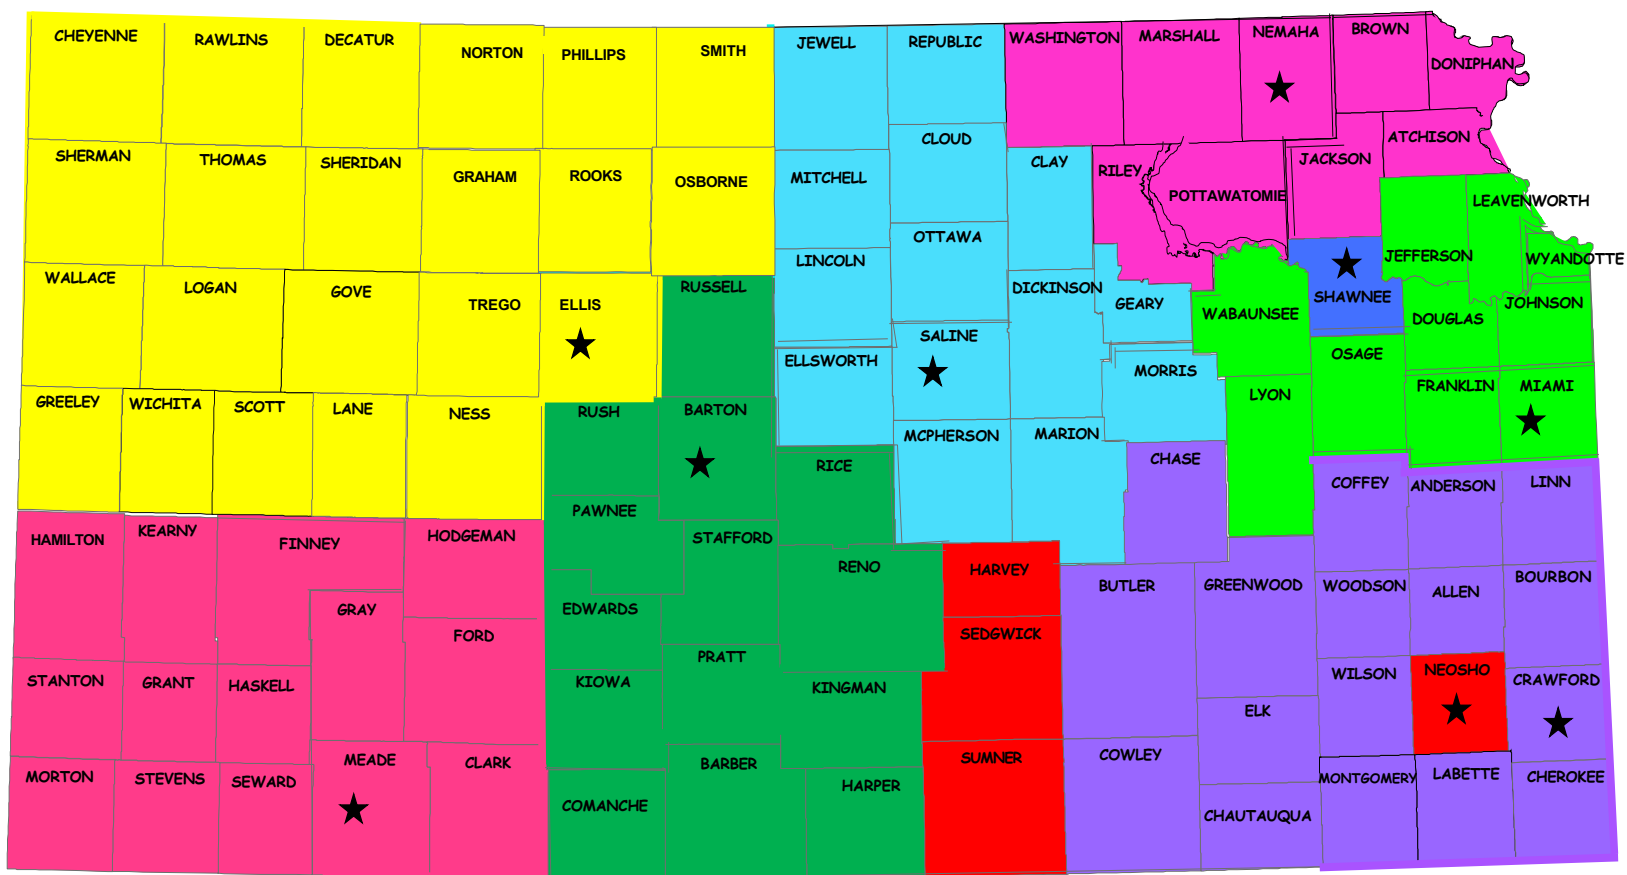 CHEYENNE
RAWLINS
DECATUR
NORTON
PHILLIPS
SMITH
JEWELL
REPUBLIC
WASHINGTON
MARSHALL
NEMAHA
BROWN
DONIPHAN
SHERMAN
THOMAS
SHERIDAN
GRAHAM
ROOKS
OSBORNE
MITCHELL
CLOUD
CLAY
RILEY
POTTAWATOMIE
JACKSON
ATCHISON
LEAVENWORTH
WALLACE
LOGAN
GOVE
TREGO
ELLIS
RUSSELL
LINCOLN
OTTAWA
DICKINSON
GEARY
WABAUNSEE
SHAWNEE
JEFFERSON
WYANDOTTE
DOUGLAS
JOHNSON
GREELEY
WICHITA
SCOTT
LANE
NESS
RUSH
BARTON
ELLSWORTH
SALINE
MORRIS
LYON
OSAGE
FRANKLIN
MIAMI
RICE
MCPHERSON
MARION
CHASE
COFFEY
ANDERSON
LINN
HAMILTON
KEARNY
FINNEY
HODGEMAN
PAWNEE
STAFFORD
RENO
HARVEY
BUTLER
GREENWOOD
WOODSON
ALLEN
BOURBON
GRAY
FORD
EDWARDS
SEDGWICK
STANTON
GRANT
HASKELL
KIOWA
PRATT
KINGMAN
ELK
WILSON
NEOSHO
CRAWFORD
MORTON
STEVENS
SEWARD
MEADE
CLARK
COMANCHE
BARBER
HARPER
SUMNER
COWLEY
CHAUTAUQUA
MONTGOMERY
LABETTE
CHEROKEE